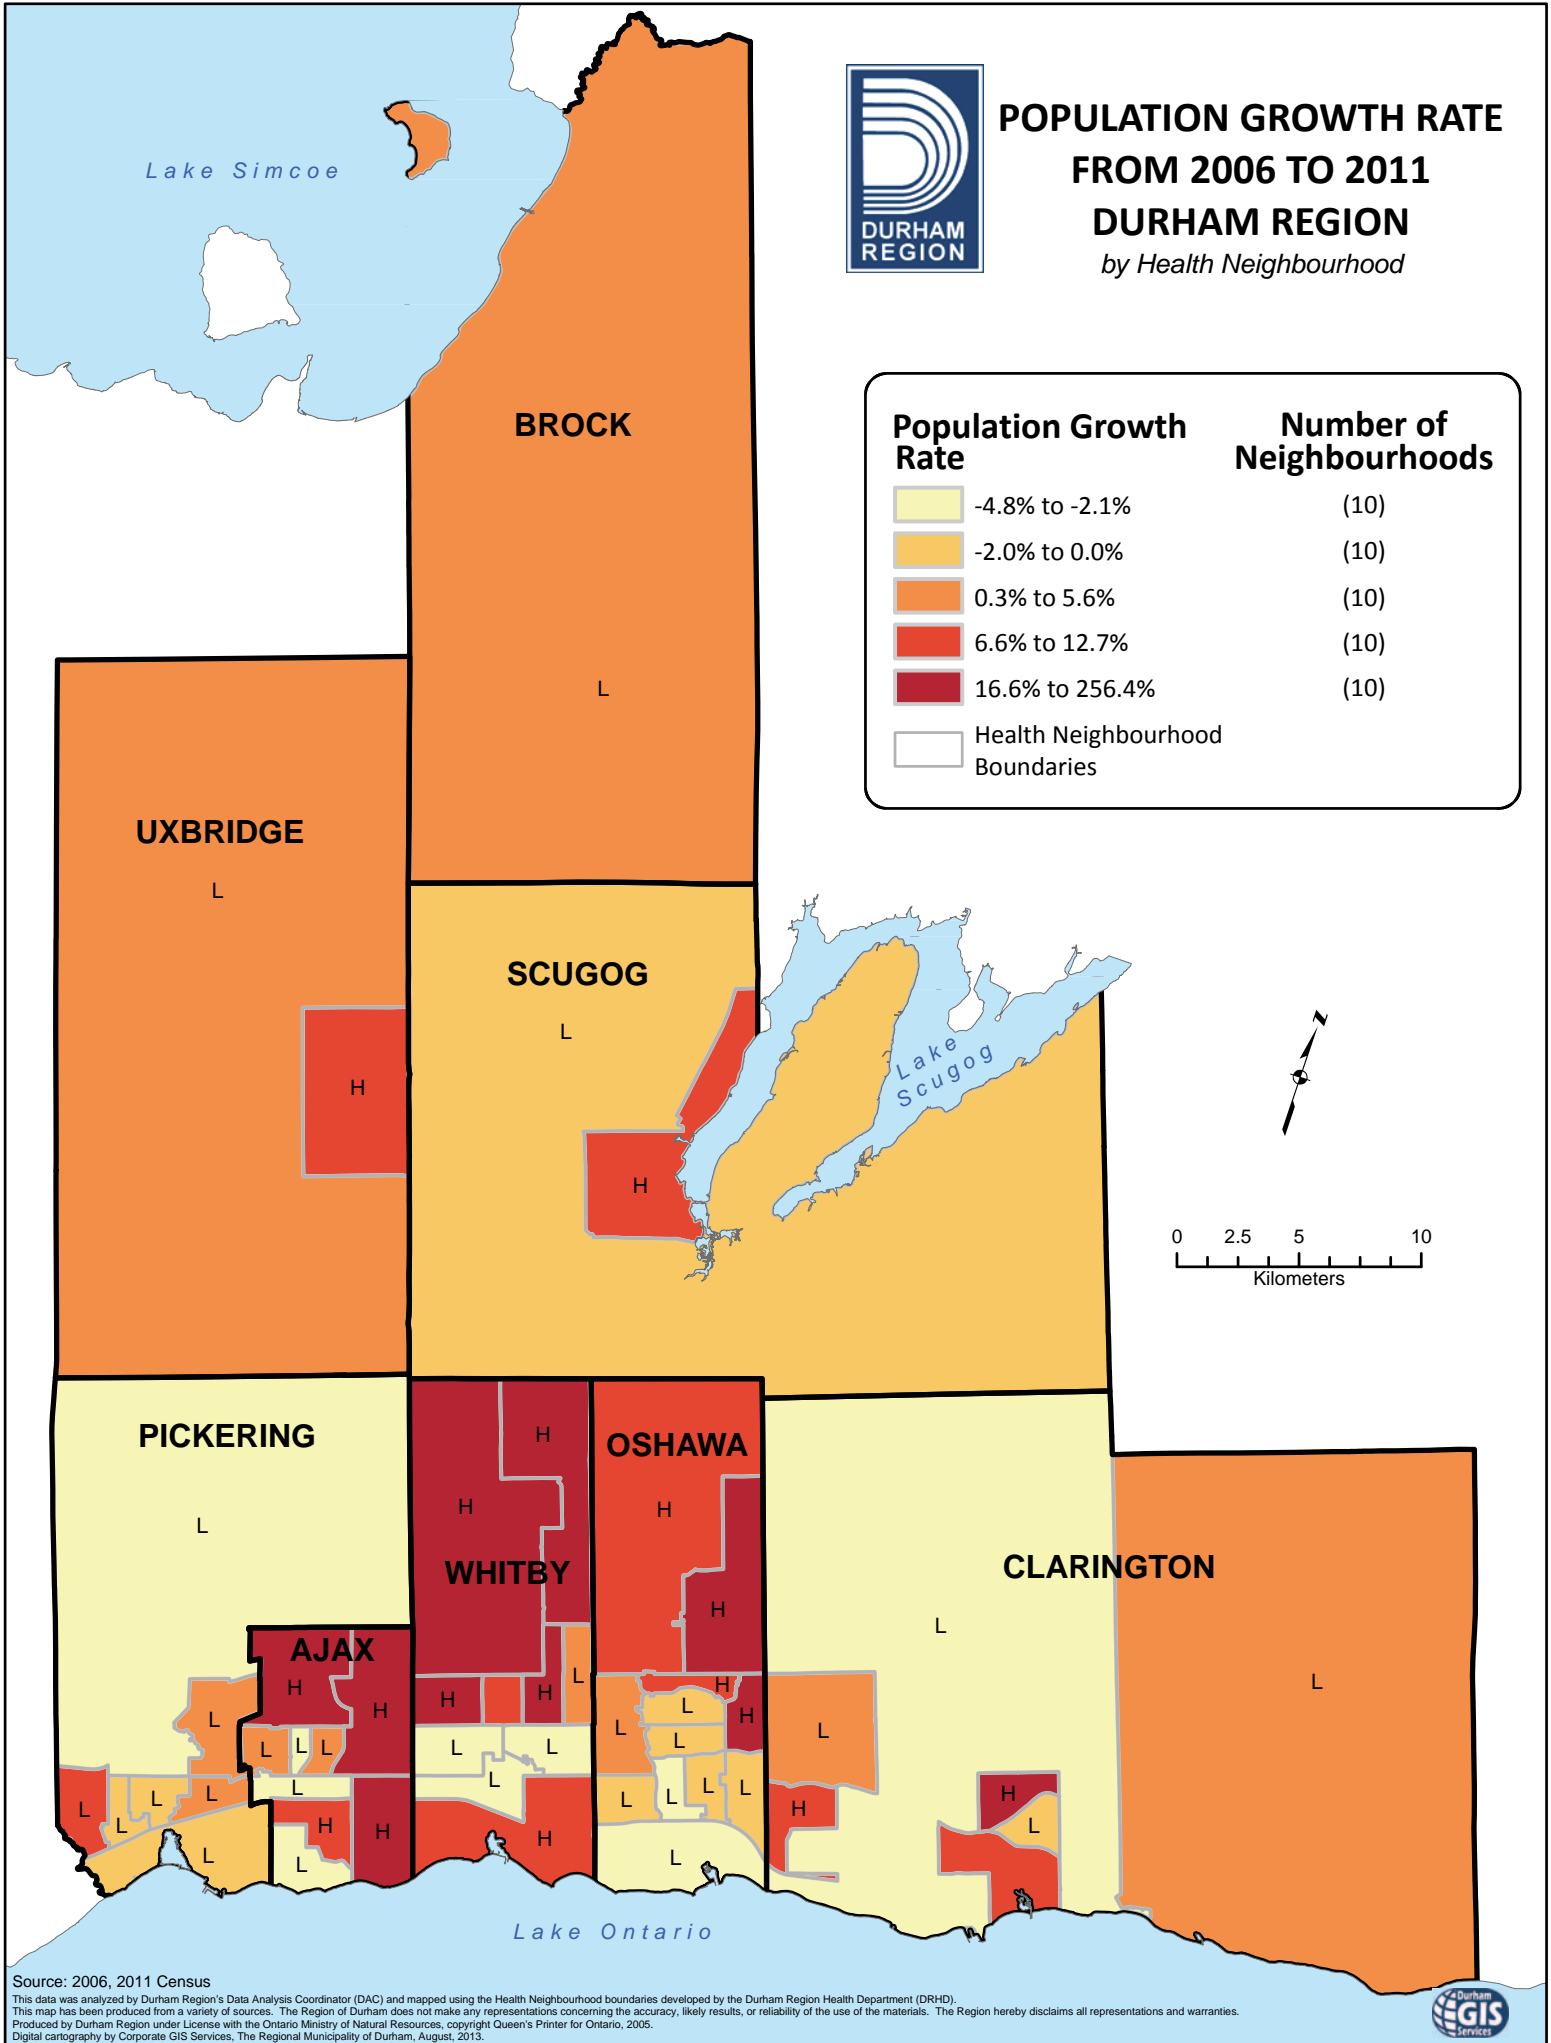 POPULATION GROWTH RATE
FROM 2006 TO 2011
DURHAM REGION
by Health Neighbourhood
DURHAM
REGION
Lake Simcoe
Population Growth
Rate
Number of
Neighbourhoods
-4.8% to -2.1% (10)
-2.0% to 0.0% (10)
0.3% to 5.6% (10)
6.6% to 12.7% (10)
16.6% to 256.4% (10)
Health Neighbourhood
Boundaries
BROCK
L
UXBRIDGE
L
H
SCUGOG
L
H
Lake
Scugog
N
0 2.5 5 10
Kilometers
PICKERING
L
L
L
L
L
L
L
AJAX
H
H
L
L
L
L
H
H
L
WHITBY
H
H
H
H
L
L
L
L
H
OSHAWA
H
H
H
H
L
L
L
L
L
L
L
L
CLARINGTON
L
L
L
H
H
L
Lake Ontario
Source: 2006, 2011 Census
This data was analyzed by Durham Region's Data Analysis Coordinator (DAC) and mapped using the Health Neighbourhood boundaries developed by the Durham Region Health Department (DRHD).
This map has been produced from a variety of sources. The Region of Durham does not make any representations concerning the accuracy, likely results, or reliability of the use of the materials. The Region hereby disclaims all representations and warranties.
Produced by Durham Region under License with the Ontario Ministry of Natural Resources, copyright Queen's Printer for Ontario, 2005.
Digital cartography by Corporate GIS Services, The Regional Municipality of Durham, August, 2013.
Durham
GIS
Services